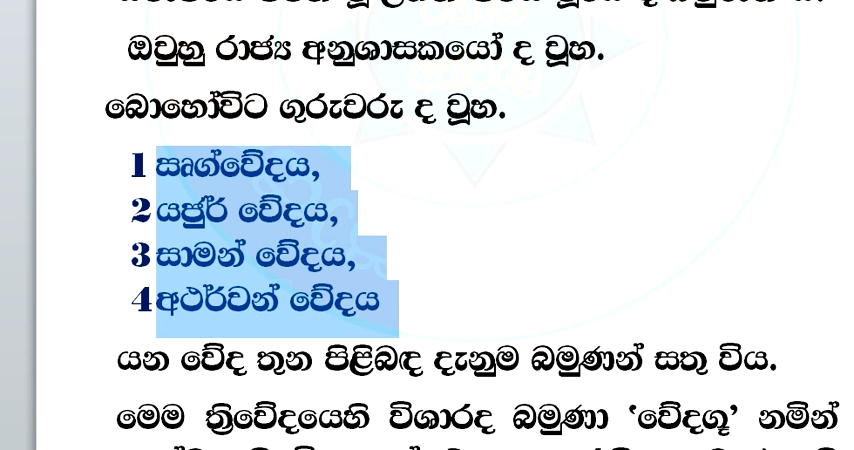 ඔවුහු රාජ්‍ය අනුශාසකයෝ ද වූහ.
බොහෝවිට ගුරුවරු ද වූහ.
1 ඍග්වේදය,
2 යජුර් වේදය,
3 සාමන් වේදය,
4 අථර්වන් වේදය
යන වේද තුන පිළිබඳ දැනුම බමුණන් සතු විය.
මෙම ත්‍රිවේදයෙහි විශාරද බමුණා ‘වේදගූ’ නමින්